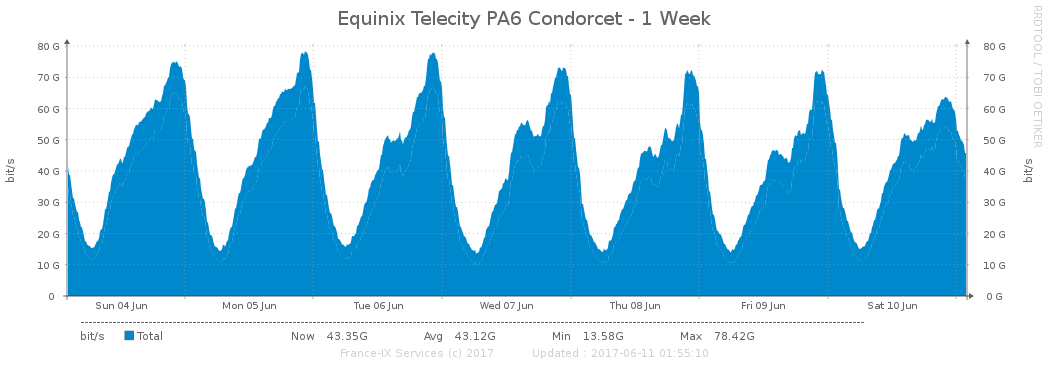 Equinix Telecity PA6 Condorcet - 1 Week
RRDTOOL / TOBI OETIKER
bit/s
80 G
70 G
60 G
50 G
40 G
30 G
20 G
10 G
0
80 G
70 G
60 G
50 G
40 G
30 G
20 G
10 G
0 G
bit/s
Sun 04 Jun Mon 05 Jun Tue 06 Jun Wed 07 Jun Thu 08 Jun Fri 09 Jun Sat 10 Jun
bit/s Total Now 43.35G Avg 43.12G Min 13.58G Max 78.42G
France-IX Services (c) 2017 Updated : 2017-06-11 01:55:10